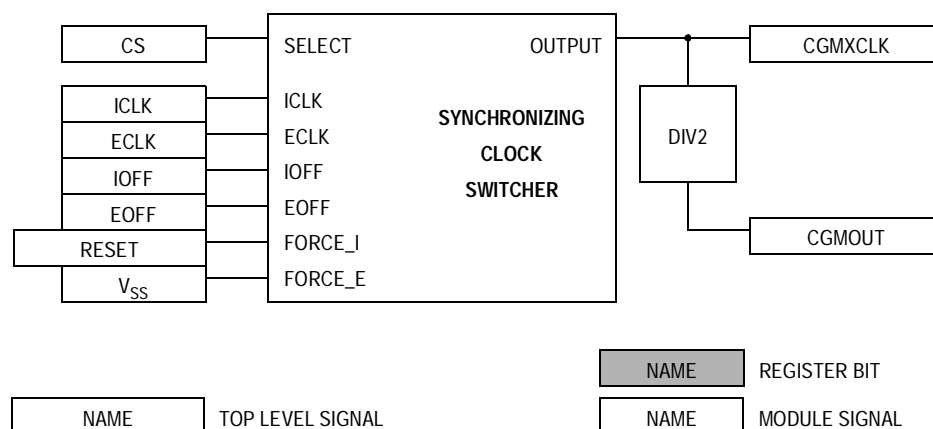 CS
SELECT
OUTPUT
CGMXCLK
ICLK
ICLK
ECLK
ECLK
SYNCHRONIZING
CLOCK
SWITCHER
DIV2
IOFF
IOFF
EOFF
EOFF
RESET
FORCE_I
CGMOUT
VSS
FORCE_E
NAME
REGISTER BIT
NAME
TOP LEVEL SIGNAL
NAME
MODULE SIGNAL